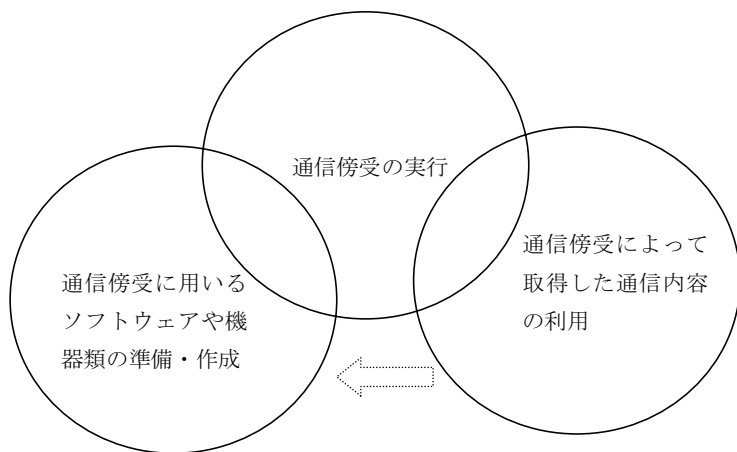 通信傍受の実行
通信傍受によって
取得した通信内容
の利用
通信傍受に用いる
ソフトウェアや機
器類の準備・作成